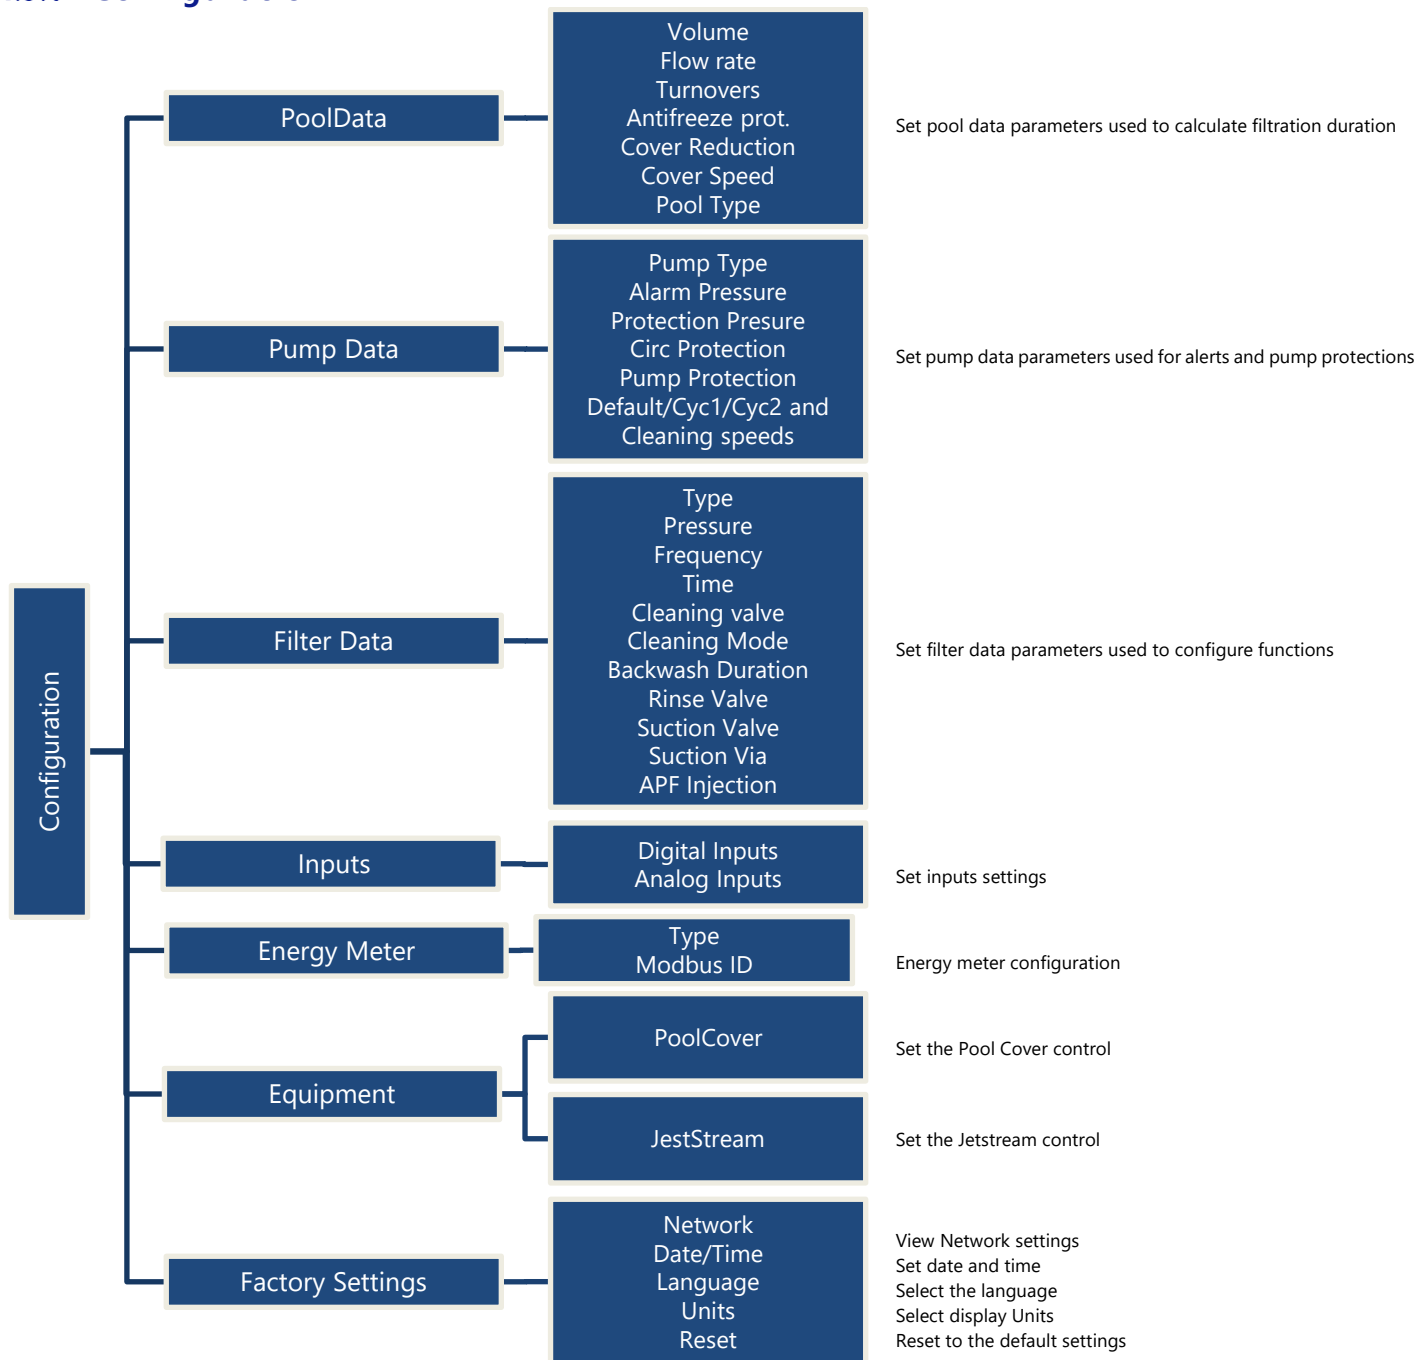 Configuration
PoolData
Volume
Flow rate
Turnovers
Antifreeze prot.
Cover Reduction
Cover Speed
Pool Type
Set pool data parameters used to calculate filtration duration
Pump Data
Pump Type
Alarm Pressure
Protection Presure
Circ Protection
Pump Protection
Default/Cyc1/Cyc2 and
Cleaning speeds
Set pump data parameters used for alerts and pump protections
Filter Data
Type
Pressure
Frequency
Time
Cleaning valve
Cleaning Mode
Backwash Duration
Rinse Valve
Suction Valve
Suction Via
APF Injection
Set filter data parameters used to configure functions
Inputs
Digital Inputs
Analog Inputs
Set inputs settings
Energy Meter
Type
Modbus ID
Energy meter configuration
Equipment
PoolCover
Set the Pool Cover control
JestStream
Set the Jetstream control
Factory Settings
Network
Date/Time
Language
Units
Reset
View Network settings
Set date and time
Select the language
Select display Units
Reset to the default settings